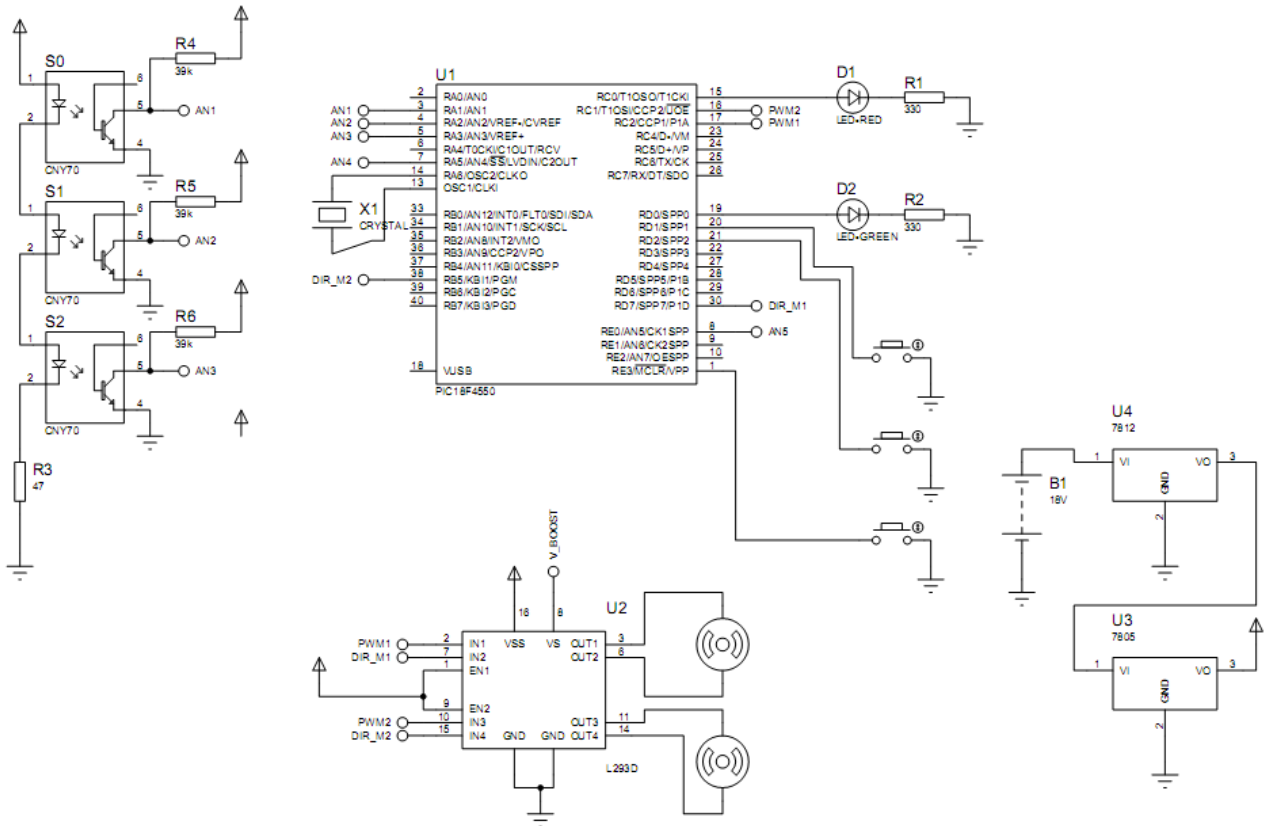 S0
1
2
6
5
4
CNY70
R4
39k
AN1
S1
1
2
6
5
4
CNY70
R5
39k
AN2
S2
1
2
6
5
4
CNY70
R6
39k
AN3
R3
47
U1
AN1
AN2
AN3
AN4
2 RA0/AN0
3 RA1/AN1
4 RA2/AN2/VREF-/CVREF
5 RA3/AN3/VREF+
6 RA4/T0CKI/C1OUT/RCV
7 RA5/AN4/SS/LVDIN/C2OUT
14 RA6/OSC2/CLKO
13 OSC1/CLKI
33 RB0/AN12/INT0/FLT0/SDI/SDA
34 RB1/AN10/INT1/SCK/SCL
35 RB2/AN8/INT2/VMO
36 RB3/AN9/CCP2/VPO
37 RB4/AN11/KBI0/CSSPP
38 RB5/KBI1/PGM
39 RB6/KBI2/PGC
40 RB7/KBI3/PGD
18 VUSB
RC0/T1OSO/T1CKI 15
RC1/T1OSI/CCP2/UOE 16
RC2/CCP1/P1A 17
RC4/D-/VM 23
RC5/D+/VP 24
RC6/TX/CK 25
RC7/RX/DT/SDO 26
RD0/SPP0 19
RD1/SPP1 20
RD2/SPP2 21
RD3/SPP3 22
RD4/SPP4 27
RD5/SPP5/P1B 28
RD6/SPP6/P1C 29
RD7/SPP7/P1D 30
RE0/AN5/CK1SPP 8
RE1/AN6/CK2SPP 9
RE2/AN7/OESPP 10
RE3/MCLR/VPP 1
PIC18F4550
X1
CRYSTAL
DIR_M2
PWM2
PWM1
DIR_M1
AN5
D1
LED-RED
R1
330
D2
LED-GREEN
R2
330
V_BOOST
U2
16
8
VSS
VS
PWM1 2 IN1
DIR_M1 7 IN2
1 EN1
9 EN2
PWM2 10 IN3
DIR_M2 15 IN4
GND
GND
OUT1 3
OUT2 6
OUT3 11
OUT4 14
L293D
B1
18V
U4
7812
1 VI
VO 3
GND
2
U3
7805
1 VI
VO 3
GND
2